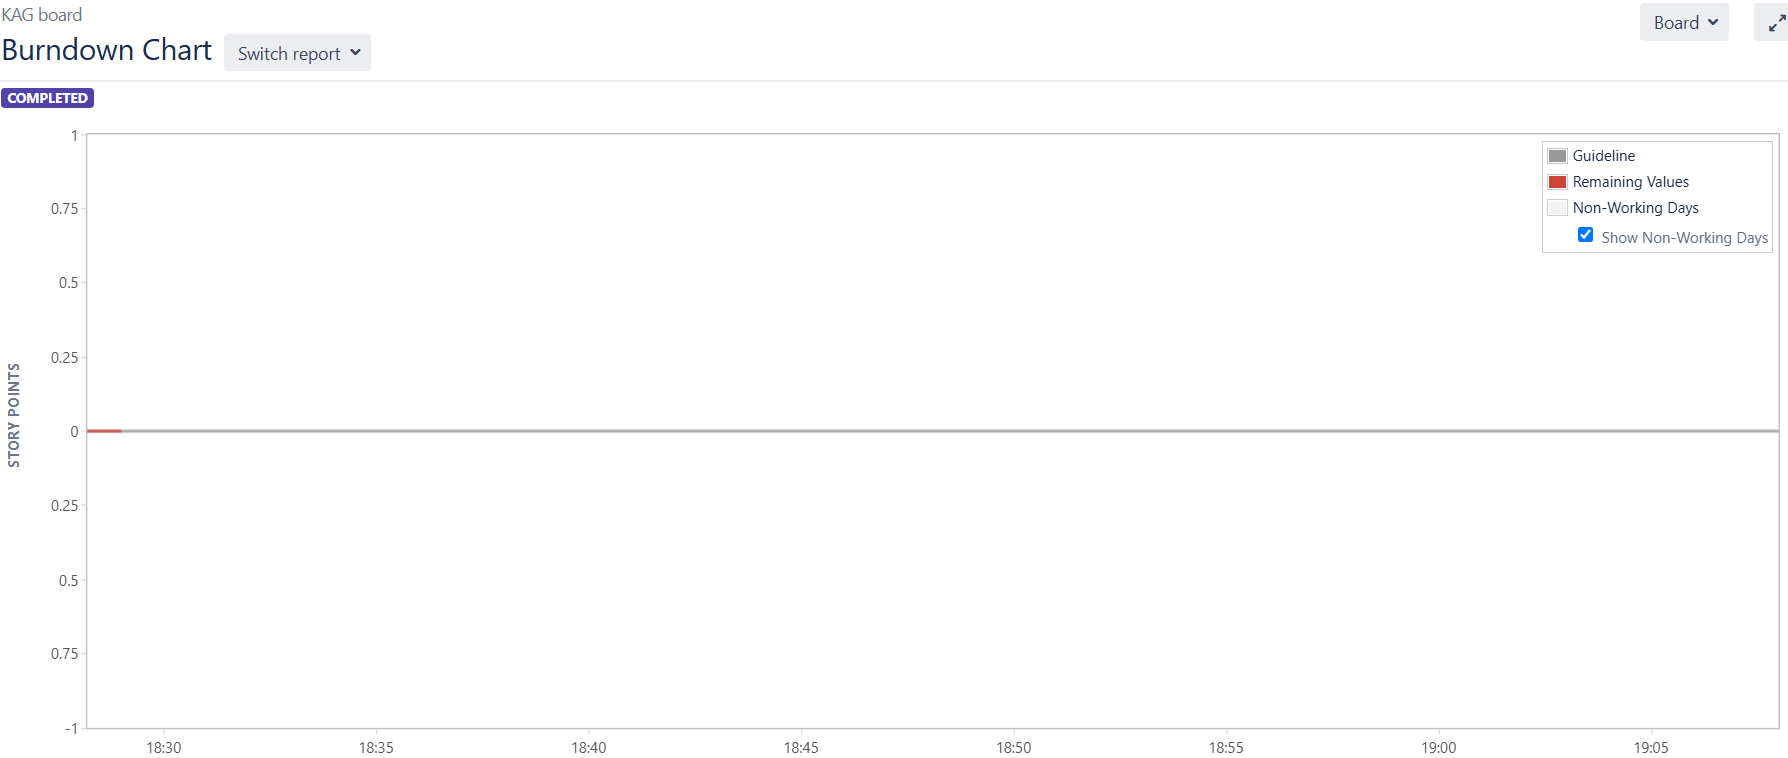 KAG board
Board
Burndown Chart
Switch report
COMPLETED
1
Guideline
Remaining Values
0.75
Non-Working Days
Show Non-Working Days
0.5
0.25
STORY POINTS
0
0.25
0.5
0.75
-1
18:30 18:35 18:40 18:45 18:50 18:55 19:00 19:05